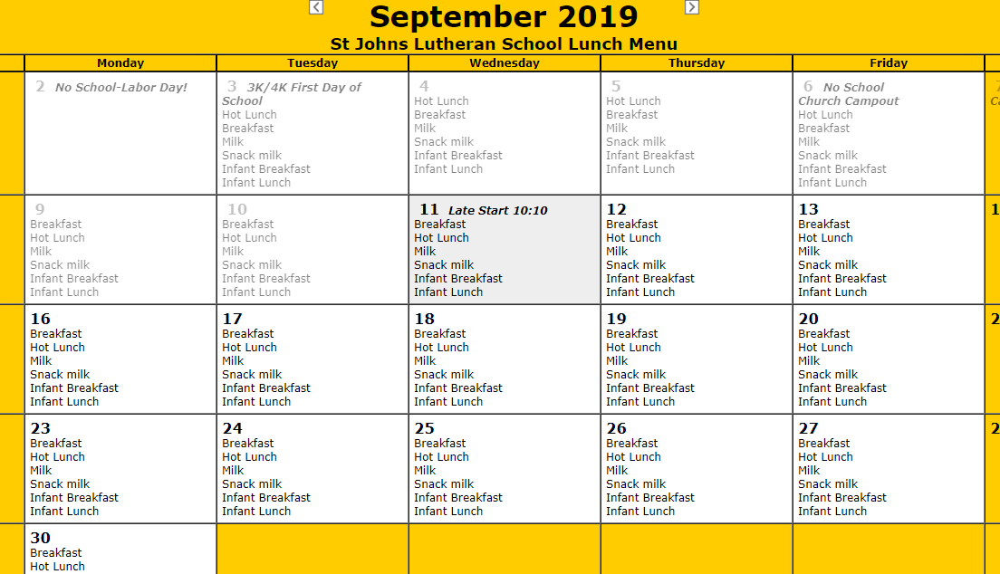 September 2019
St Johns Lutheran School Lunch Menu
Monday
Tuesday
Wednesday
Thursday
Friday
2 No School-Labor Day!
3 3K/4K First Day of
School
Hot Lunch
Breakfast
Milk
Snack milk
Infant Breakfast
Infant Lunch
4
Hot Lunch
Breakfast
Milk
Snack milk
Infant Breakfast
Infant Lunch
5
Hot Lunch
Breakfast
Milk
Snack milk
Infant Breakfast
Infant Lunch
6 No School
Church Campout
Hot Lunch
Breakfast
Milk
Snack milk
Infant Breakfast
Infant Lunch
9
Breakfast
Hot Lunch
Milk
Snack milk
Infant Breakfast
Infant Lunch
10
Breakfast
Hot Lunch
Milk
Snack milk
Infant Breakfast
Infant Lunch
11 Late Start 10:10
Breakfast
Hot Lunch
Milk
Snack milk
Infant Breakfast
Infant Lunch
12
Breakfast
Hot Lunch
Milk
Snack milk
Infant Breakfast
Infant Lunch
13
Breakfast
Hot Lunch
Milk
Snack milk
Infant Breakfast
Infant Lunch
16
Breakfast
Hot Lunch
Milk
Snack milk
Infant Breakfast
Infant Lunch
17
Breakfast
Hot Lunch
Milk
Snack milk
Infant Breakfast
Infant Lunch
18
Breakfast
Hot Lunch
Milk
Snack milk
Infant Breakfast
Infant Lunch
19
Breakfast
Hot Lunch
Milk
Snack milk
Infant Breakfast
Infant Lunch
20
Breakfast
Hot Lunch
Milk
Snack milk
Infant Breakfast
Infant Lunch
23
Breakfast
Hot Lunch
Milk
Snack milk
Infant Breakfast
Infant Lunch
24
Breakfast
Hot Lunch
Milk
Snack milk
Infant Breakfast
Infant Lunch
25
Breakfast
Hot Lunch
Milk
Snack milk
Infant Breakfast
Infant Lunch
26
Breakfast
Hot Lunch
Milk
Snack milk
Infant Breakfast
Infant Lunch
27
Breakfast
Hot Lunch
Milk
Snack milk
Infant Breakfast
Infant Lunch
30
Breakfast
Hot Lunch